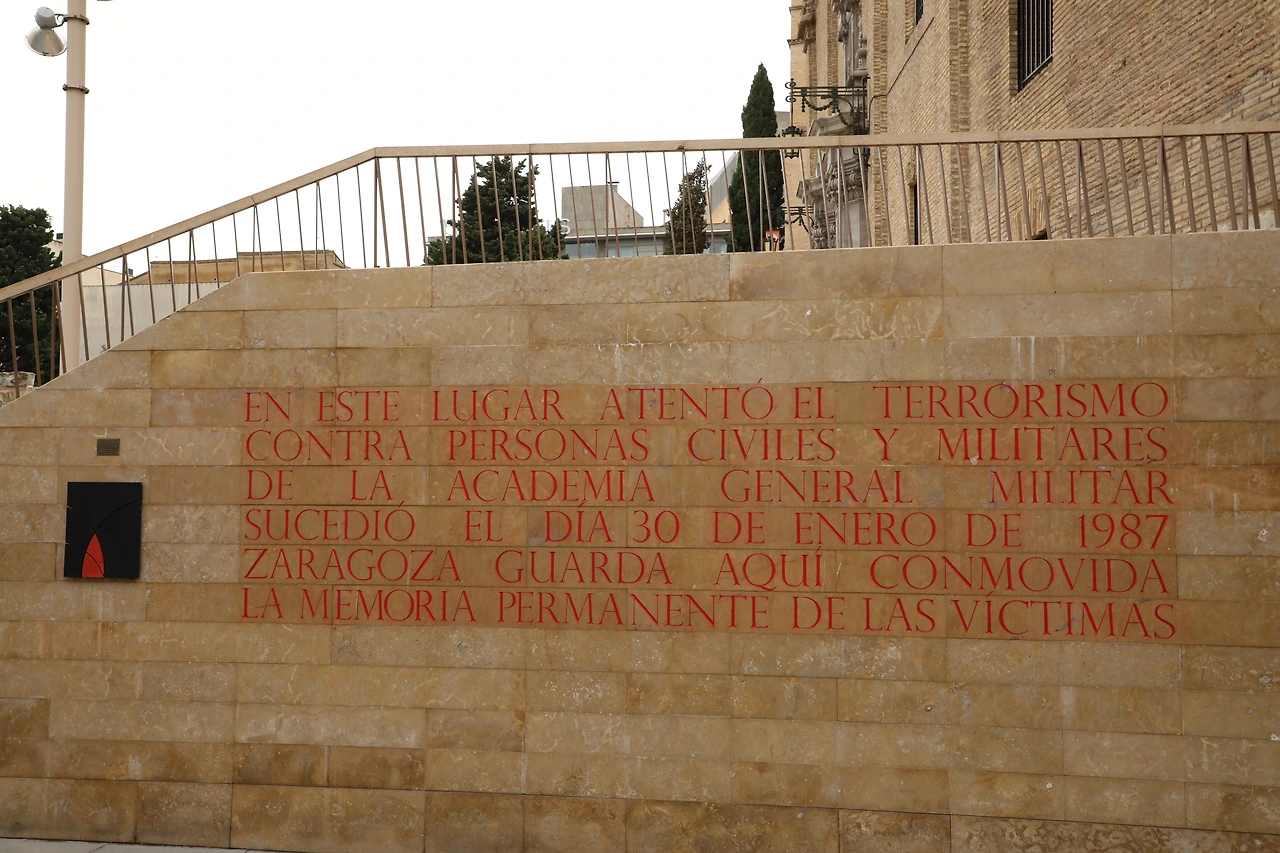 EN ESTE LUGAR ATENTÓ EL TERRORISMO
CONTRA PERSONAS CIVILES Y MILITARES
DE LA ACADEMIA GENERAL MILITAR
SUCEDIÓ EL DÍA 30 DE ENERO DE 1987
ZARAGOZA GUARDA AQUÍ CONMOVIDA
LA MEMORIA PERMANENTE DE LAS VÍCTIMAS